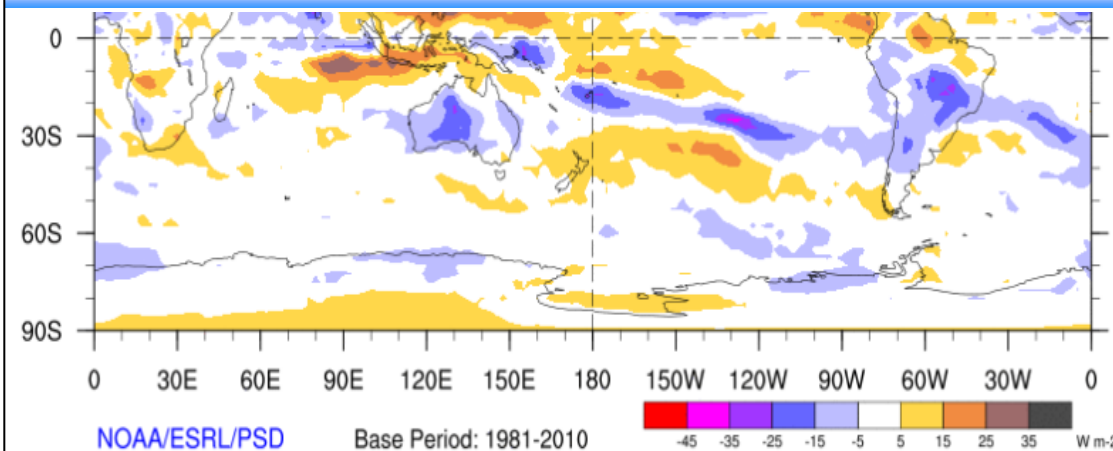 0
30S
60S
90S
0 30E 60E 90E 120E 150E 180 150W 120W 90W 60W 30W 0
NOAA/ESRL/PSD Base Period: 1981-2010
-45 -35 -25 -15 -5 5 15 25 35 W m-2